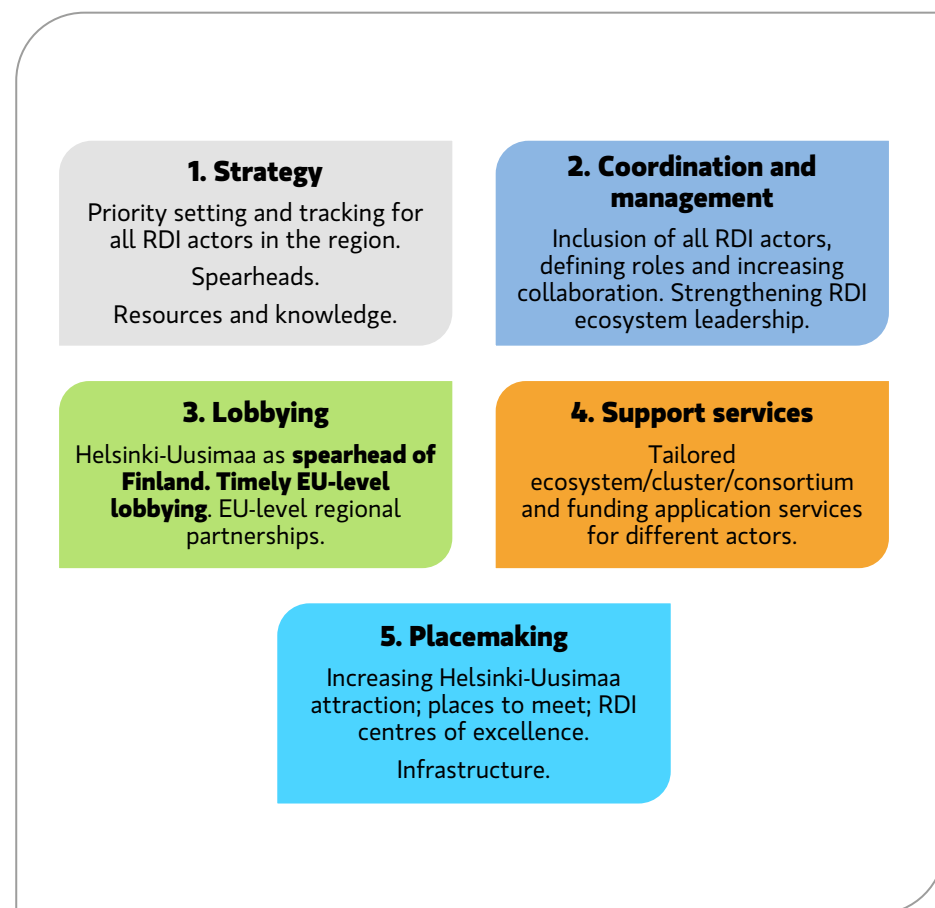 1. Strategy
Priority setting and tracking for
all RDI actors in the region.
Spearheads.
Resources and knowledge.
2. Coordination and
management
Inclusion of all RDI actors,
defining roles and increasing
collaboration. Strengthening RDI
ecosystem leadership.
3. Lobbying
Helsinki-Uusimaa as spearhead of
Finland. Timely EU-level
lobbying. EU-level regional
partnerships.
4. Support services
Tailored
ecosystem/cluster/consortium
and funding application services
for different actors.
5. Placemaking
Increasing Helsinki-Uusimaa
attraction; places to meet; RDI
centres of excellence.
Infrastructure.